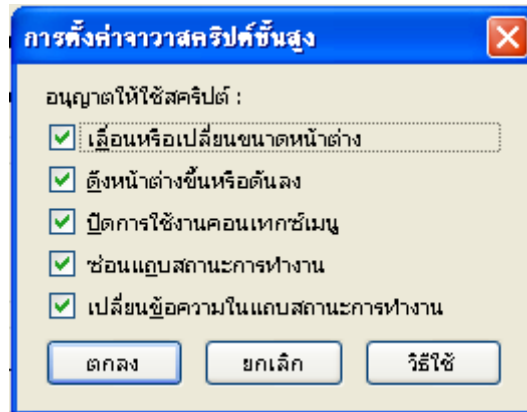 การตั้งค่าจาวาสคริปต์ขั้นสูง
อนุญาตให้ใช้สคริปต์ :
เลื่อนหรือเปลี่ยนขนาดหน้าต่าง
ดึงหน้าต่างขึ้นหรือดันลง
ปิดการใช้งานคอนเทกซ์เมนู
ซ่อนแถบสถานะการทำงาน
เปลี่ยนข้อความในแถบสถานะการทำงาน
ตกลง ยกเลิก วิธีใช้